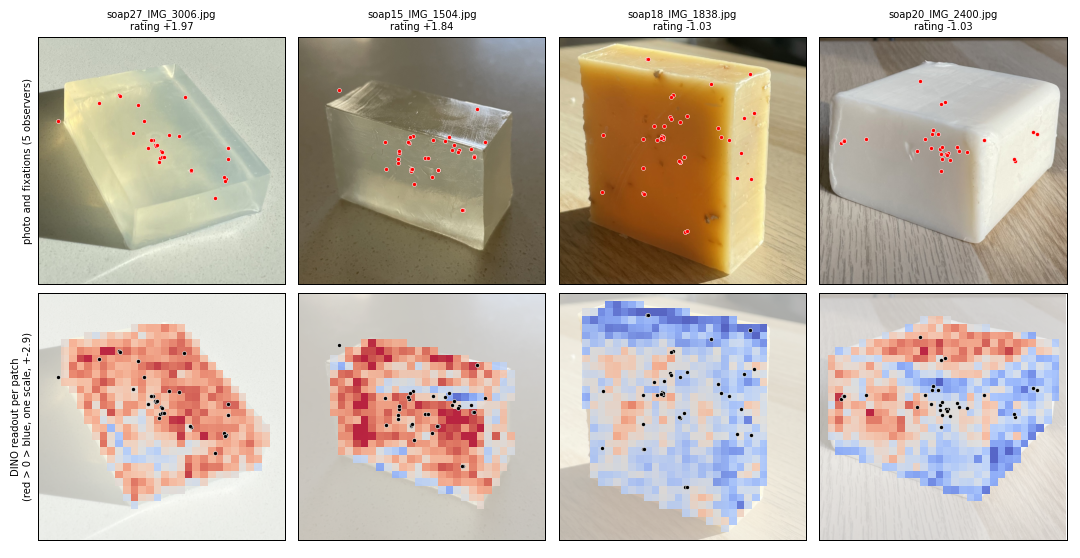 soap27_IMG_3006.jpg
rating +1.97
soap15_IMG_1504.jpg
rating +1.84
soap18_IMG_1838.jpg
rating -1.03
soap20_IMG_2400.jpg
rating -1.03
photo and fixations (5 observers)
DINO readout per patch
(red > 0 > blue, one scale, +-2.9)